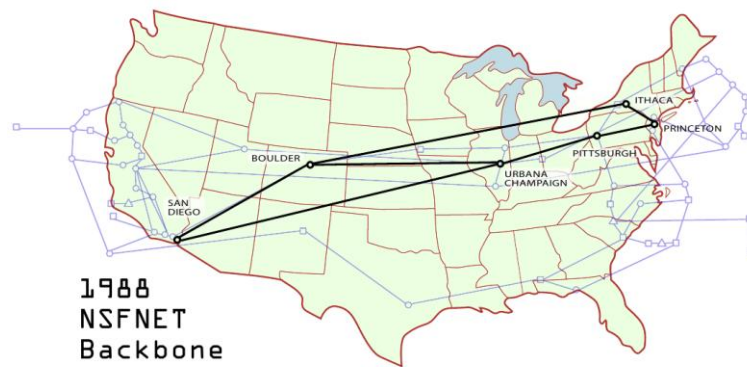 ITHACA
PRINCETON
PITTSBURGH
BOULDER
URBANA
CHAMPAIGN
SAN
DIEGO
1988
NSFNET
Backbone